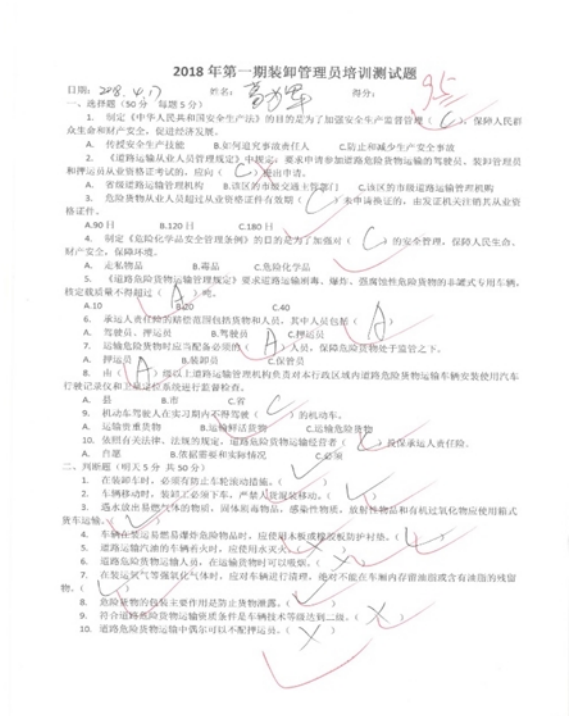 2018 年第一期装卸管理员培训测试题
日期: 2018.4.17 姓名: 得分: 95
一、选择题（50分 每题5分）
1. 制定《中华人民共和国安全生产法》的目的是为了加强安全生产监督管理（ C ），保障人民群
众生命和财产安全，促进经济发展。
A. 传授安全生产技能 B.如何追究事故责任人 C.防止和减少生产安全事故
2. 《道路运输从业人员管理规定》中规定：要求申请参加道路危险货物运输的驾驶员、装卸管理员
和押运员从业资格证考试的，应向（ C ）提出申请。
A. 省级道路运输管理机构 B.该区的市级交通主管部门 C.该区的市级道路运输管理机构
3. 危险货物从业人员超过从业资格证件有效期（ C ）未申请换证的，由发证机关注销其从业资
格证件。
A.90 日 B.120 日 C.180 日
4. 制定《危险化学品安全管理条例》的目的是为了加强对（ C ）的安全管理，保障人民生命、
财产安全，保障环境。
A. 走私物品 B.毒品 C.危险化学品
5. 《道路危险货物运输管理规定》要求道路运输剧毒、爆炸、强腐蚀性危险货物的非罐式专用车辆，
核定载质量不得超过（ A ）吨。
A.10 B.20 C.40
6. 承运人责任险的赔偿范围包括货物和人员，其中人员包括（ A ）
A. 驾驶员、押运员 B.驾驶员 C.押运员
7. 运输危险货物时应当配备必须的（ A ）人员，保障危险货物处于监管之下。
A. 押运员 B.装卸员 C.保管员
8. 由（ A ）级以上道路运输管理机构负责对本行政区域内道路危险货物运输车辆安装使用汽车
行驶记录仪和卫星定位系统进行监督检查。
A. 县 B.市 C.省
9. 机动车驾驶人在实习期内不得驾驶（ C ）的机动车。
A. 运输贵重货物 B.运输鲜活货物 C.运输危险货物
10. 依照有关法律、法规的规定，道路危险货物运输经营者（ C ）投保承运人责任险。
A. 自愿 B.依据需要和实际情况 C.必须
二、判断题（明天5分 共50分）
1. 在装卸车时，必须有防止车轮滚动措施。（ ✓ ）
2. 车辆移动时，装卸工必须下车，严禁人货混装移动。（ ✓ ）
3. 遇水放出易燃气体的物质，固体剧毒物品，感染性物质，放射性物品和有机过氧化物应使用箱式
货车运输。（ ✓ ）
4. 车辆在装运易燃易爆炸危险物品时，应使用木板或橡胶板防护衬垫。（ ✓ ）
5. 道路运输汽油的车辆着火时，应使用水灭火。（ × ）
6. 道路危险货物运输人员，在运输货物时可以吸烟。（ × ）
7. 在装运氧气等强氧化气体时，应对车辆进行清理，绝对不能在车厢内存留油脂或含有油脂的残留
物。（ ✓ ）
8. 危险货物的包装主要作用是防止货物泄露。（ ✓ ）
9. 符合道路危险货物运输资质条件是车辆技术等级达到二级。（ × ）
10. 道路危险货物运输中偶尔可以不配押运员。（ × ）